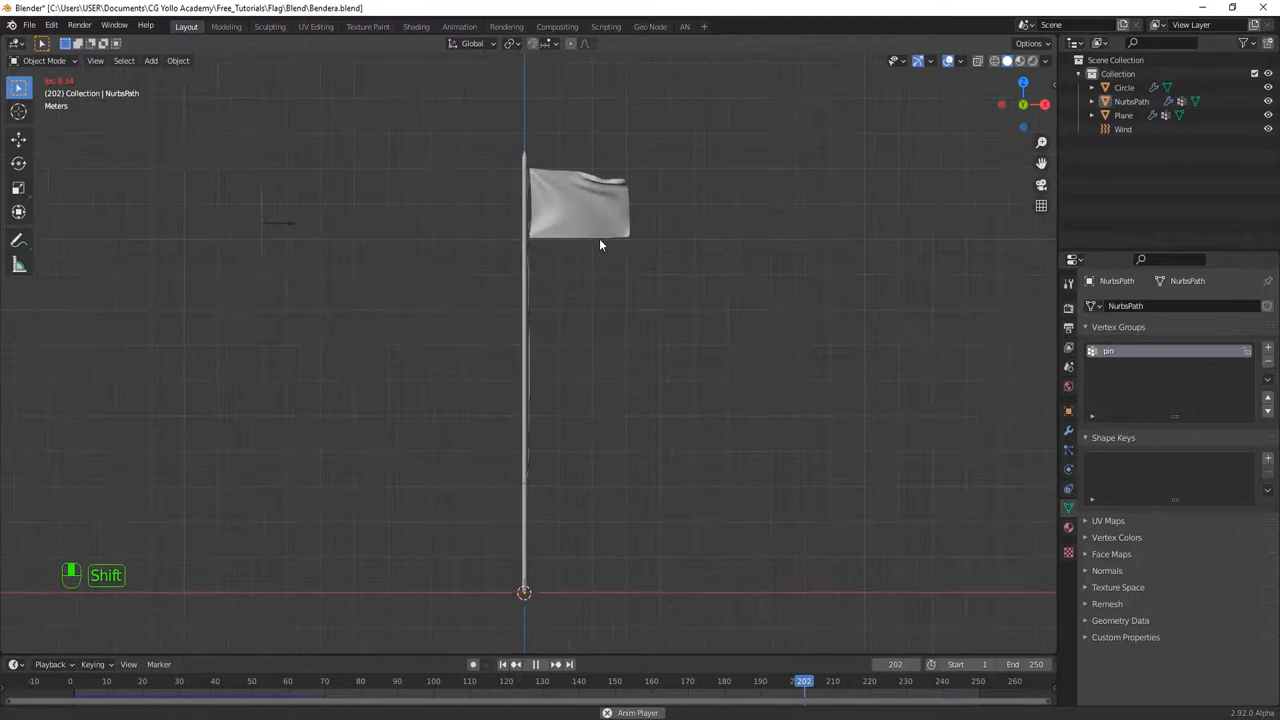 Blender* [C:\Users\USER\Documents\CG Yollo Academy\Free_Tutorials\Flag\Blend\Bendera.blend]
File Edit Render Window Help Layout Modeling Sculpting UV Editing Texture Paint Shading Animation Rendering Compositing Scripting Geo Node AN + Scene View Layer
Global Options
Object Mode View Select Add Object
fps: 8.34
(202) Collection | NurbsPath
Meters
Z
Y
X
Scene Collection
Collection
Circle
NurbsPath
Plane
Wind
NurbsPath NurbsPath
NurbsPath
Vertex Groups
pin
Shape Keys
UV Maps
Vertex Colors
Face Maps
Normals
Texture Space
Remesh
Geometry Data
Custom Properties
Shift
Playback Keying View Marker 202 Start 1 End 250
-10 0 10 20 30 40 50 60 70 80 90 100 110 120 130 140 150 160 170 180 190 202 210 220 230 240 250 260
Anim Player 2.92.0 Alpha